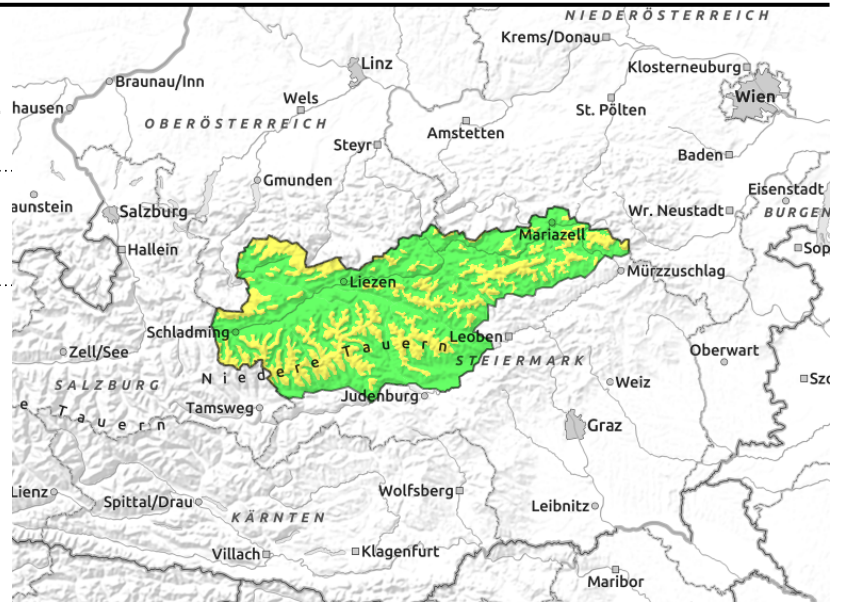 NIEDERÖSTERREICH
Krems/Donau
Linz
Klosterneuburg
Braunau/Inn
Wien
Wels
hausen
St. Pölten
OBERÖSTERREICH
Amstetten
Steyr
Baden
Gmunden
Eisenstadt
aunstein
Salzburg
Wr. Neustadt
BURGEN
Mariazell
Hallein
Sop
Mürzzuschlag
Liezen
Schladming
Leoben
Niedere Tauern
Zell/See
STEIERMARK
Oberwart
SALZBURG
Weiz
Szo
Judenburg
Tamsweg
e Tauern
Graz
Lienz
Spittal/Drau
Wolfsberg
Leibnitz
KÄRNTEN
Villach
Klagenfurt
Maribor